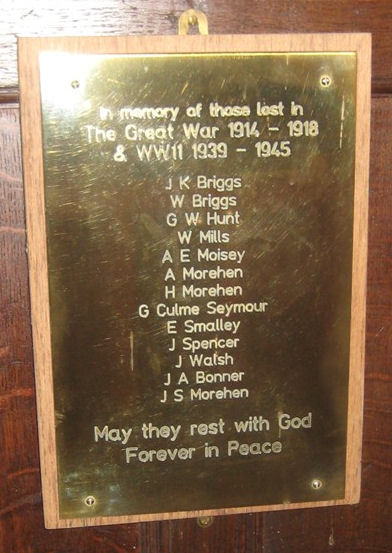 In memory of those lost in
The Great War 1914 - 1918
& WW11 1939 - 1945
J K Briggs
W Briggs
G W Hunt
W Mills
A E Moisey
A Morehen
H Morehen
G Culme Seymour
E Smalley
J Spencer
J Walsh
J A Bonner
J S Morehen
May they rest with God
Forever in Peace